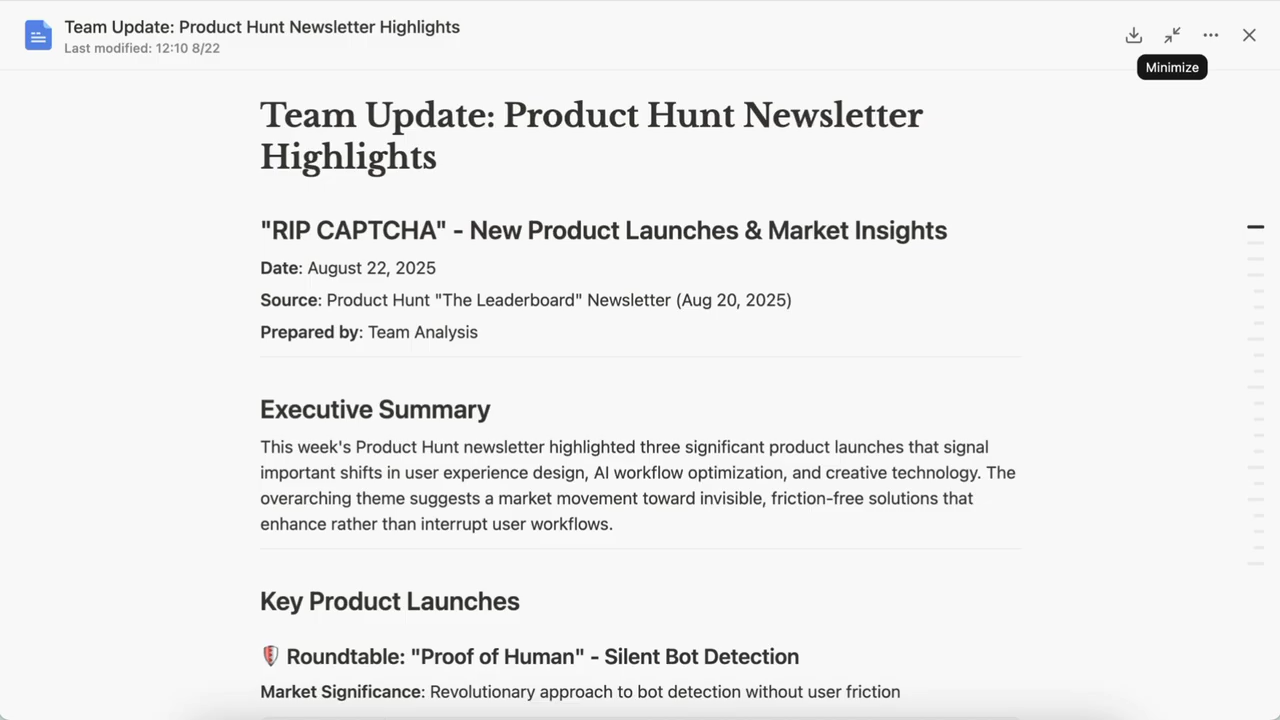 Team Update: Product Hunt Newsletter Highlights
Last modified: 12:10 8/22
Minimize
Team Update: Product Hunt Newsletter
Highlights
"RIP CAPTCHA" - New Product Launches & Market Insights
Date: August 22, 2025
Source: Product Hunt "The Leaderboard" Newsletter (Aug 20, 2025)
Prepared by: Team Analysis
Executive Summary
This week's Product Hunt newsletter highlighted three significant product launches that signal
important shifts in user experience design, AI workflow optimization, and creative technology. The
overarching theme suggests a market movement toward invisible, friction-free solutions that
enhance rather than interrupt user workflows.
Key Product Launches
Roundtable: "Proof of Human" - Silent Bot Detection
Market Significance: Revolutionary approach to bot detection without user friction